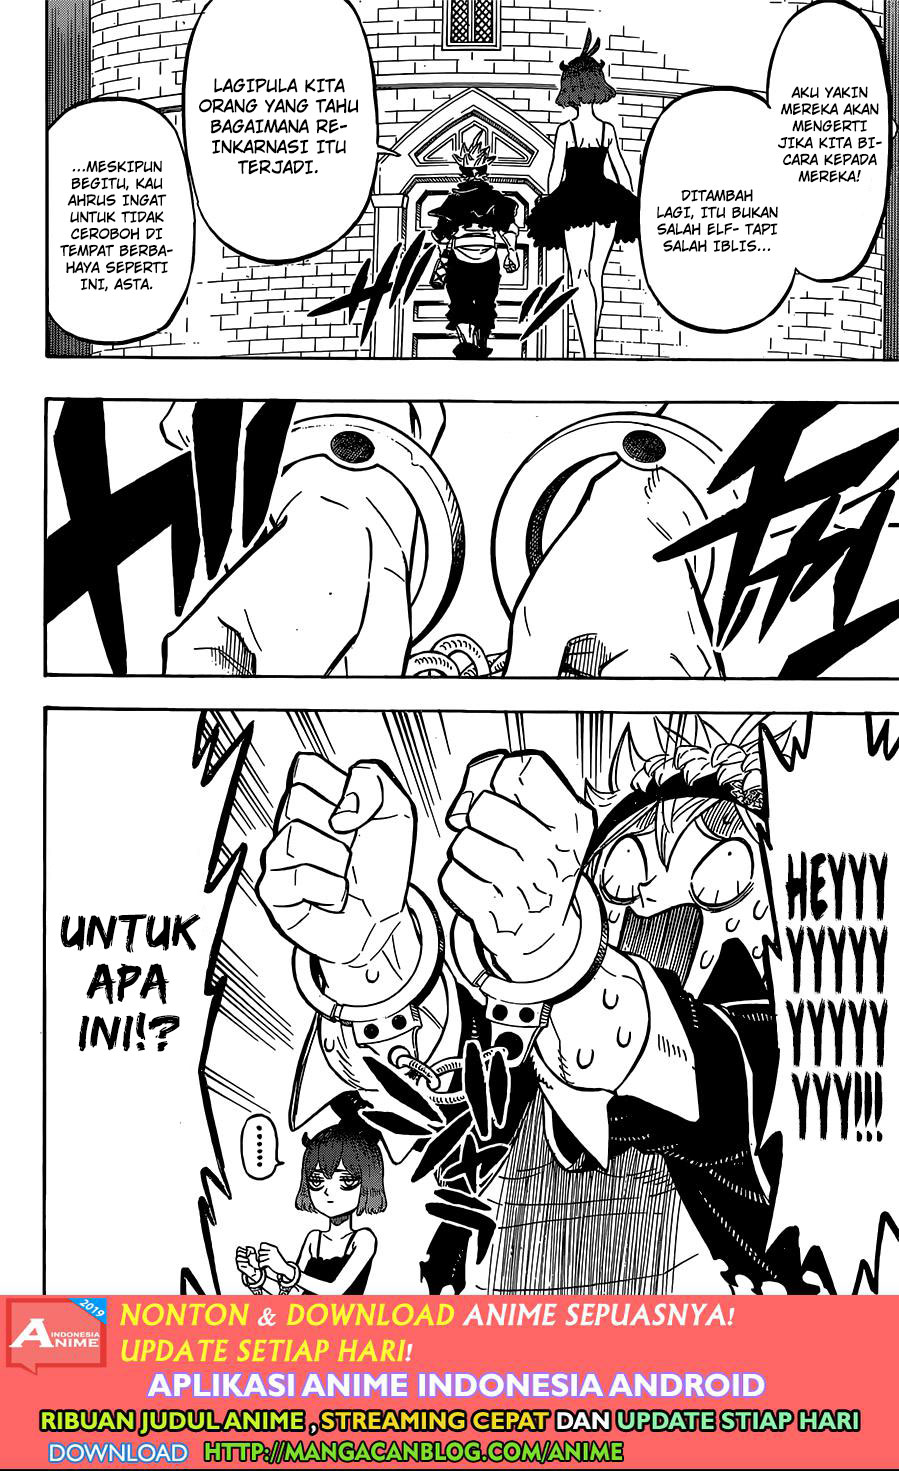 AKU YAKIN
MEREKA AKAN
MENGERTI
JIKA KITA BI-
CARA KEPADA
MEREKA!
DITAMBAH
LAGI, ITU BUKAN
SALAH ELF- TAPI
SALAH IBLIS...
LAGIPULA KITA
ORANG YANG TAHU
BAGAIMANA RE-
INKARNASI ITU
TERJADI.
...MESKIPUN
BEGITU, KAU
AHRUS INGAT
UNTUK TIDAK
CEROBOH DI
TEMPAT BERBA-
HAYA SEPERTI
INI, ASTA.
HEYYY
YYYYY
YYYYY
YYY!!!
UNTUK
APA
INI!?
......
2019
INDONESIA
ANIME
NONTON & DOWNLOAD ANIME SEPUASNYA!
UPDATE SETIAP HARI!
APLIKASI ANIME INDONESIA ANDROID
RIBUAN JUDUL ANIME , STREAMING CEPAT DAN UPDATE STIAP HARI
DOWNLOAD HTTP://MANGACANBLOG.COM/ANIME